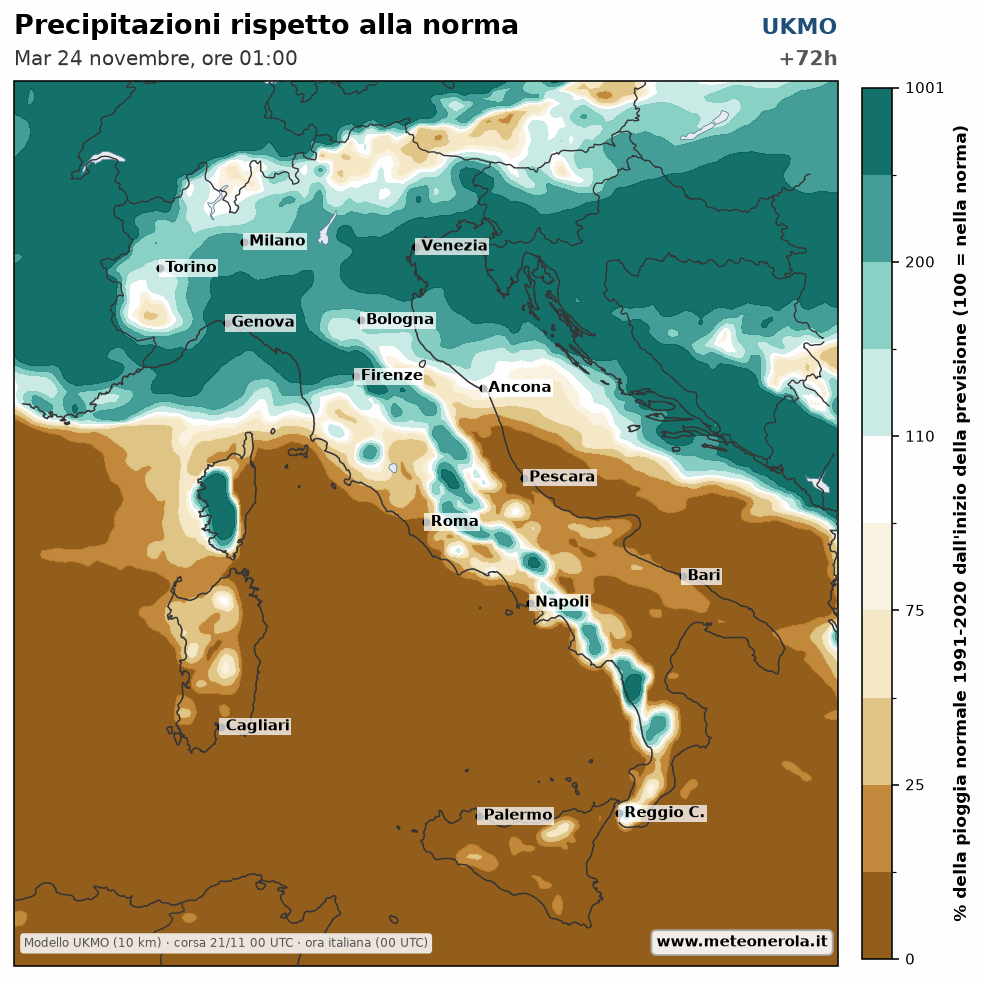 Precipitazioni rispetto alla norma
UKMO
Mar 24 novembre, ore 01:00
+72h
Milano
Venezia
Torino
Genova
Bologna
Firenze
Ancona
Pescara
Roma
Bari
Napoli
Cagliari
Palermo
Reggio C.
Modello UKMO (10 km) · corsa 21/11 00 UTC · ora italiana (00 UTC)
www.meteonerola.it
1001
200
110
75
25
0
% della pioggia normale 1991-2020 dall'inizio della previsione (100 = nella norma)